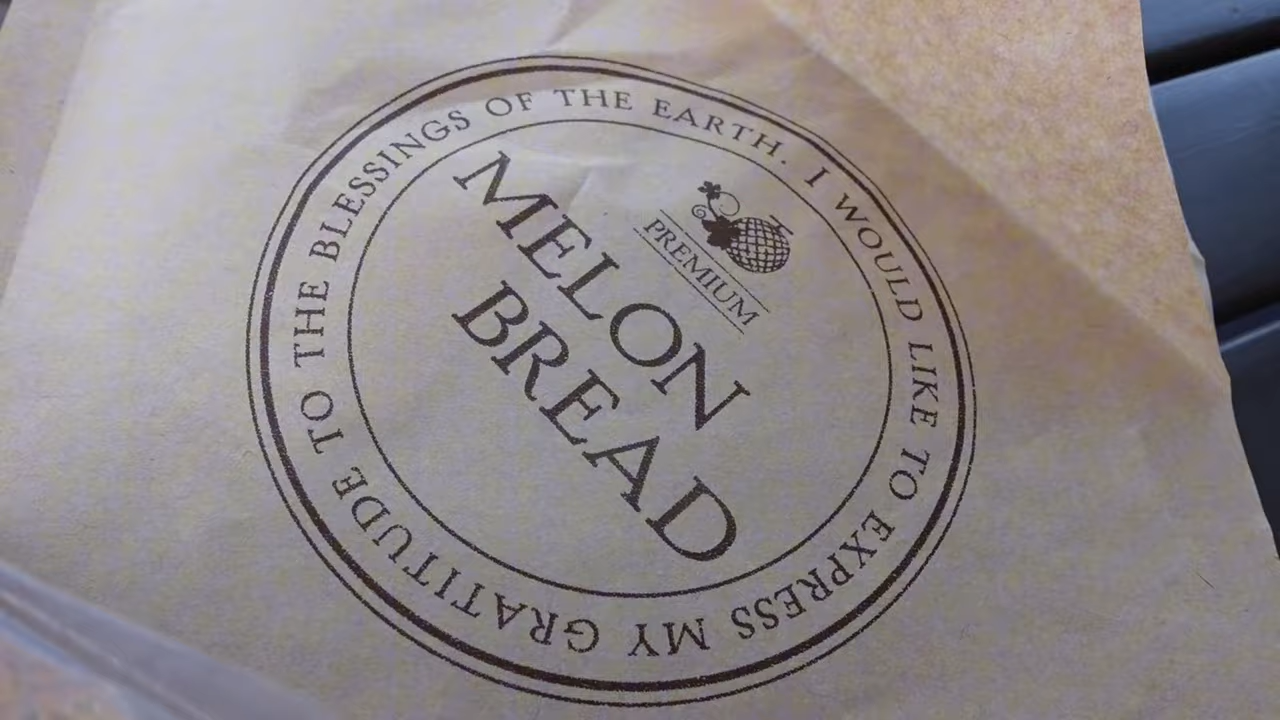 I WOULD LIKE TO EXPRESS MY GRATITUDE TO THE BLESSINGS OF THE EARTH.
PREMIUM
MELON
BREAD